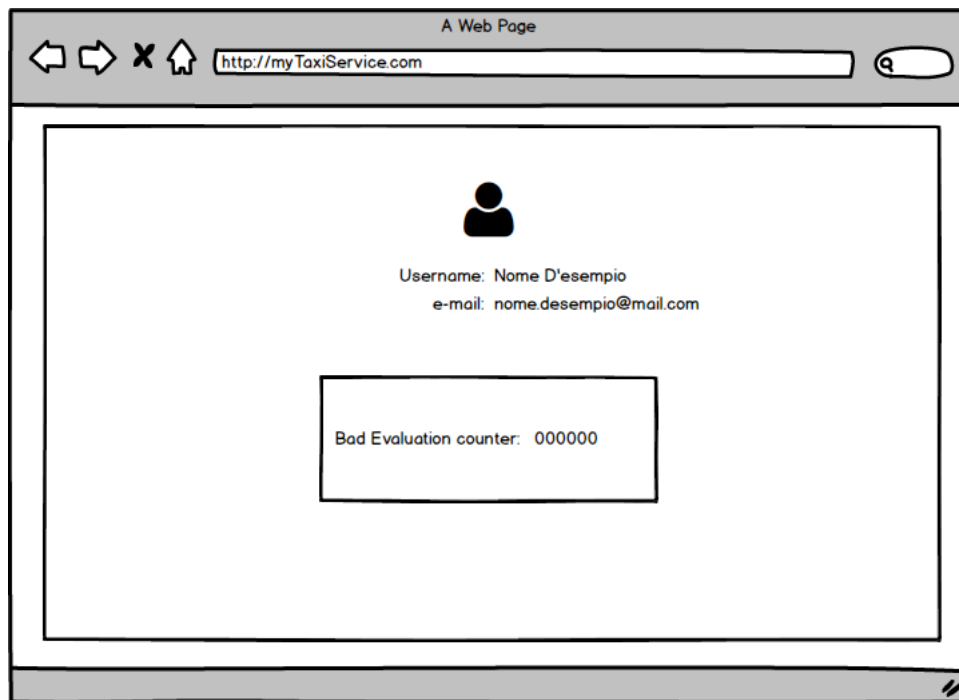 A Web Page
http://myTaxiService.com
Username: Nome D'esempio
e-mail: nome.desempio@mail.com
Bad Evaluation counter: 000000